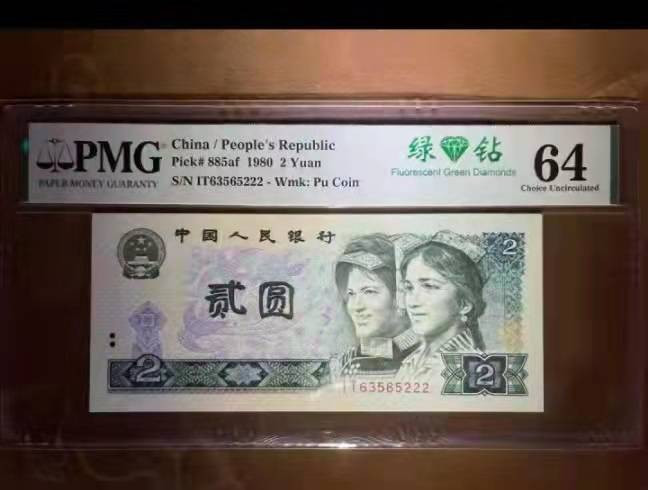 PMG
PAPER MONEY GUARANTY
China / People's Republic
Pick# 885af 1980 2 Yuan
S/N IT63565222 - Wmk: Pu Coin
绿钻
Fluorescent Green Diamonds
64
Choice Uncirculated
中国人民银行
2
贰圆
2
IT63565222
2